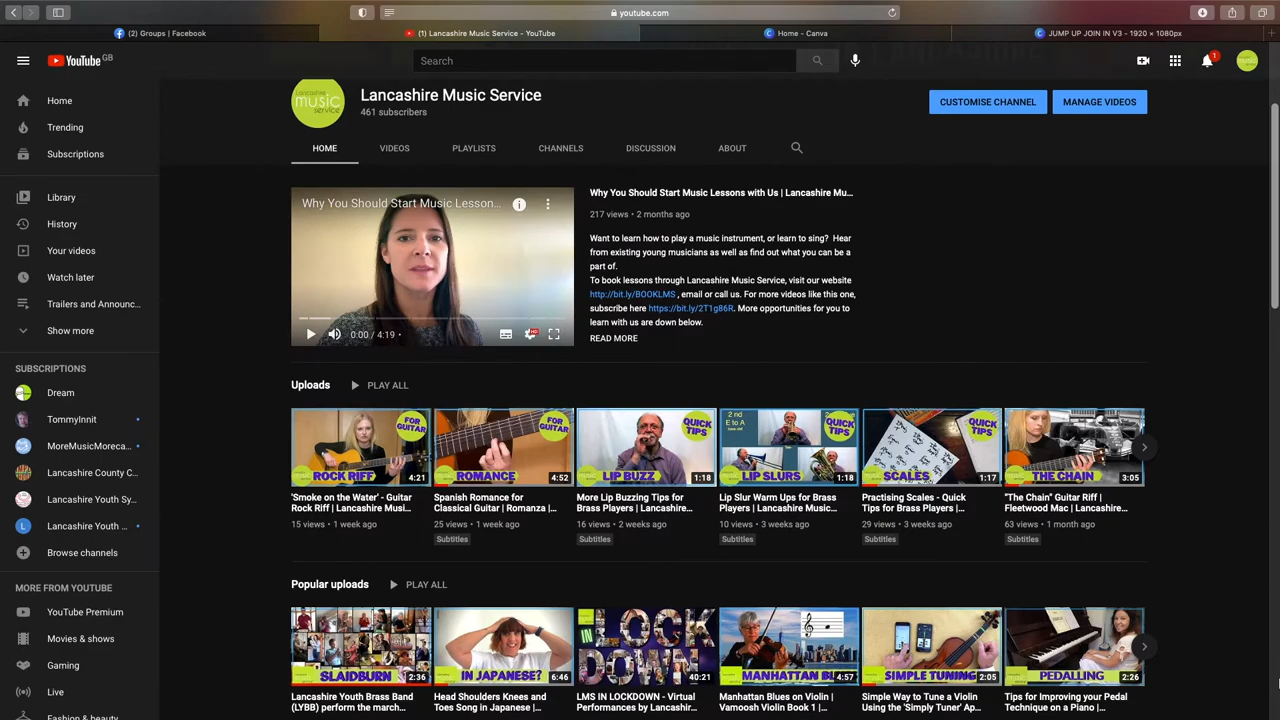 youtube.com
(2) Groups | Facebook
(1) Lancashire Music Service - YouTube
Home - Canva
JUMP UP JOIN IN V3 - 1920 × 1080px
YouTube GB
Search
1
Home
Trending
Subscriptions
Library
History
Your videos
Watch later
Trailers and Announc...
Show more
SUBSCRIPTIONS
Dream
TommyInnit
MoreMusicMoreca...
Lancashire County C...
Lancashire Youth Sy...
L
Lancashire Youth ...
Browse channels
MORE FROM YOUTUBE
YouTube Premium
Movies & shows
Gaming
Live
Fashion & beauty
Lancashire
music
service
Lancashire Music Service
461 subscribers
CUSTOMISE CHANNEL
MANAGE VIDEOS
HOME
VIDEOS
PLAYLISTS
CHANNELS
DISCUSSION
ABOUT
Why You Should Start Music Lesson...
0:00 / 4:19
HD
Why You Should Start Music Lessons with Us | Lancashire Mu...
217 views • 2 months ago
Want to learn how to play a music instrument, or learn to sing? Hear
from existing young musicians as well as find out what you can be a
part of.
To book lessons through Lancashire Music Service, visit our website
http://bit.ly/BOOKLMS , email or call us. For more videos like this one,
subscribe here https://bit.ly/2T1g86R. More opportunities for you to
learn with us are down below.
READ MORE
Uploads
PLAY ALL
FOR
GUITAR
ROCK RIFF
4:21
'Smoke on the Water' - Guitar
Rock Riff | Lancashire Musi...
15 views • 1 week ago
FOR
GUITAR
ROMANCE
4:52
Spanish Romance for
Classical Guitar | Romanza |...
25 views • 1 week ago
Subtitles
QUICK
TIPS
LIP BUZZ
1:18
More Lip Buzzing Tips for
Brass Players | Lancashire...
16 views • 2 weeks ago
Subtitles
2nd
E to A
QUICK
TIPS
LIP SLURS
1:18
Lip Slur Warm Ups for Brass
Players | Lancashire Music...
10 views • 3 weeks ago
Subtitles
QUICK
TIPS
SCALES
1:17
Practising Scales - Quick
Tips for Brass Players |...
29 views • 3 weeks ago
Subtitles
THE CHAIN
3:05
"The Chain" Guitar Riff |
Fleetwood Mac | Lancashire...
63 views • 1 month ago
Subtitles
Popular uploads
PLAY ALL
SLAIDBURN
2:36
Lancashire Youth Brass Band
(LYBB) perform the march...
IN JAPANESE?
6:46
Head Shoulders Knees and
Toes Song in Japanese |
IN
LOCK
DOWN
40:21
LMS IN LOCKDOWN - Virtual
Performances by Lancashire...
MANHATTAN BL
4:57
Manhattan Blues on Violin |
Vamoosh Violin Book 1 |
SIMPLE TUNING
2:05
Simple Way to Tune a Violin
Using the 'Simply Tuner' Ap...
PEDALLING
2:26
Tips for Improving your Pedal
Technique on a Piano |